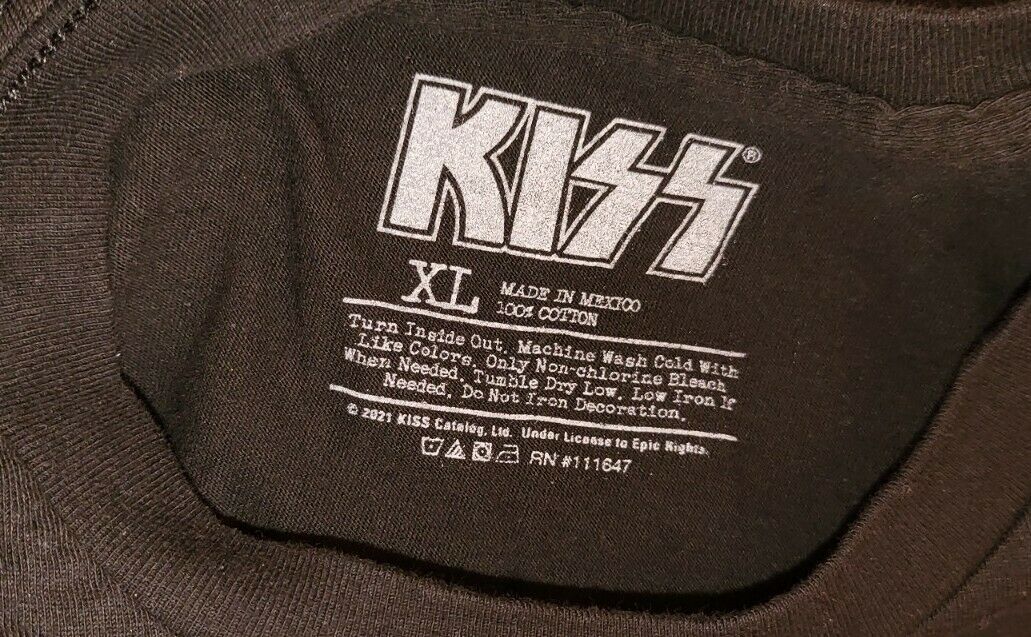 KISS®
XL
MADE IN MEXICO
100% COTTON
Turn Inside Out. Machine Wash Cold With
Like Colors. Only Non-chlorine Bleach
When Needed. Tumble Dry Low. Low Iron If
Needed. Do Not Iron Decoration.
© 2021 KISS Catalog, Ltd. Under License to Epic Rights.
RN #111647